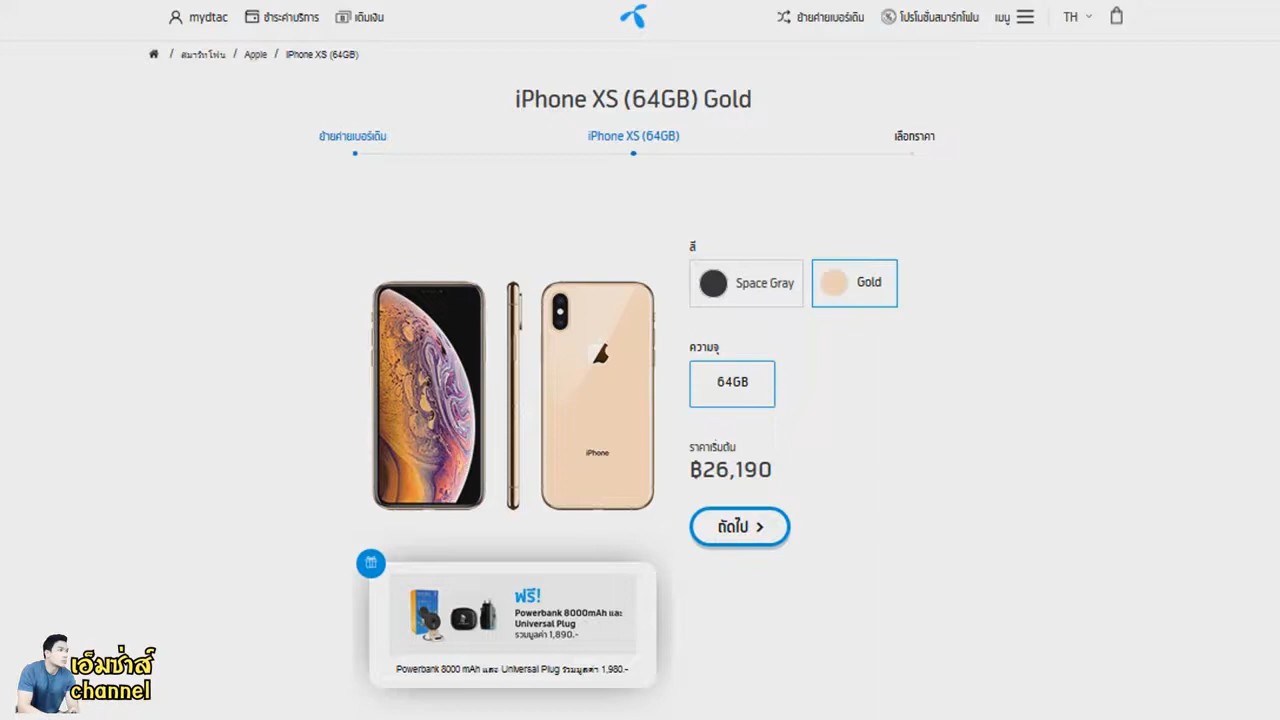 mydtac ชำระค่าบริการ เติมเงิน ย้ายค่ายเบอร์เดิม โปรโมชั่นสมาร์ทโฟน เมนู TH
/ สมาร์ทโฟน / Apple / IPhone XS (64GB)
iPhone XS (64GB) Gold
ย้ายค่ายเบอร์เดิม iPhone XS (64GB) เลือกราคา
สี
Space Gray Gold
ความจุ
64GB
iPhone
ราคาเริ่มต้น
฿26,190
ถัดไป >
ฟรี!
Powerbank 8000mAh และ
Universal Plug
รวมมูลค่า 1,890.-
Powerbank 8000 mAh และ Universal Plug รวมมูลค่า 1,980.-
เอ็มซ่าส์
channel